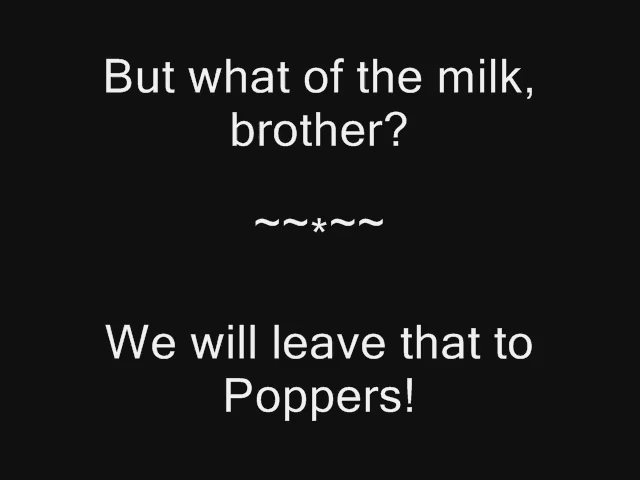 But what of the milk,
brother?
~~*~~
We will leave that to
Poppers!